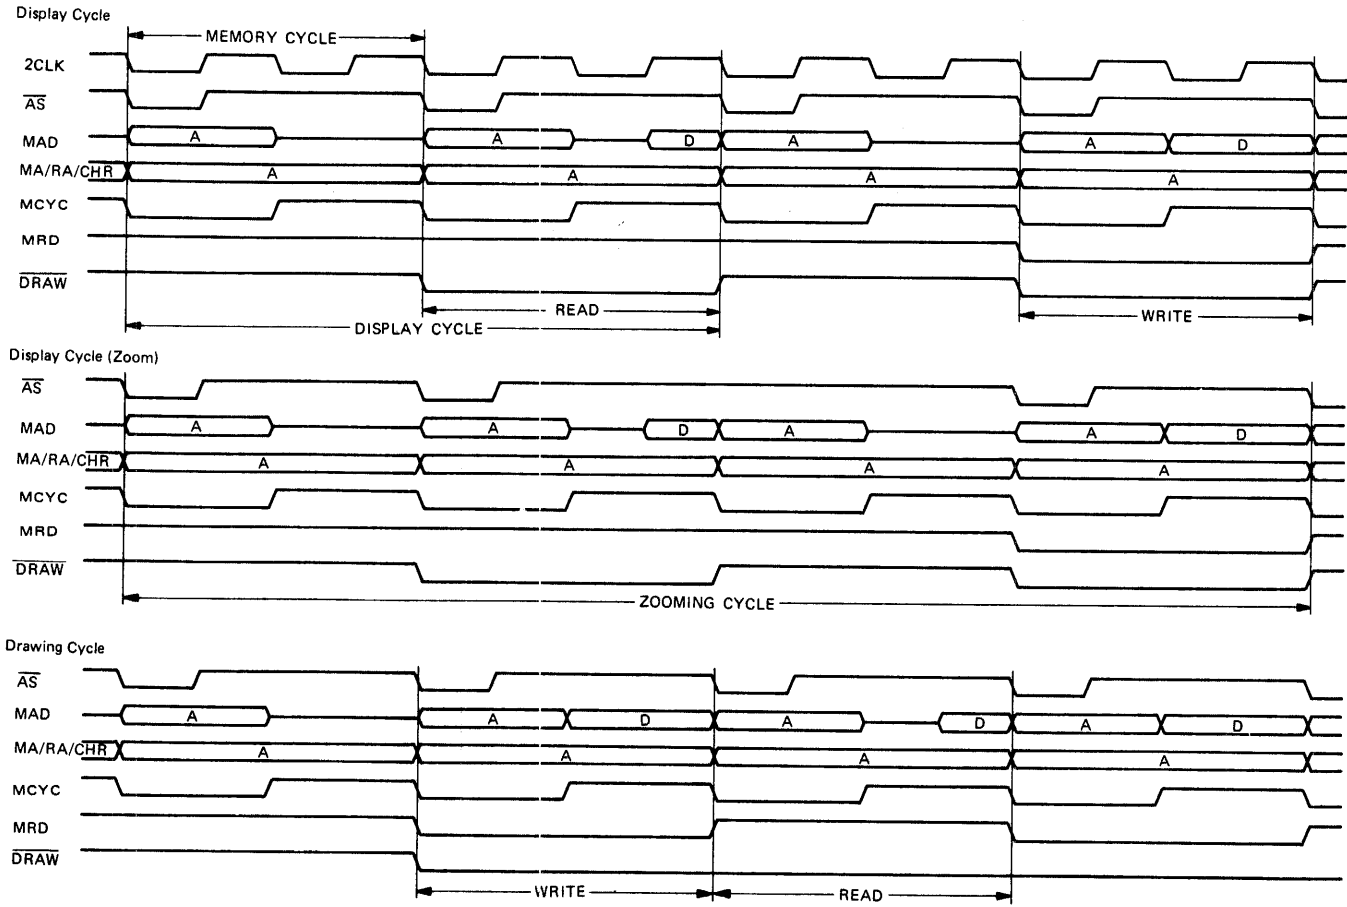 Display Cycle
MEMORY CYCLE
2CLK
AS
MAD A A D A A D
MA/RA/CHR A A A A
MCYC
MRD
DRAW
READ
WRITE
DISPLAY CYCLE
Display Cycle (Zoom)
AS
MAD A A D A A D
MA/RA/CHR A A A A
MCYC
MRD
DRAW
ZOOMING CYCLE
Drawing Cycle
AS
MAD A A D A D A D
MA/RA/CHR A A A A
MCYC
MRD
DRAW
WRITE READ